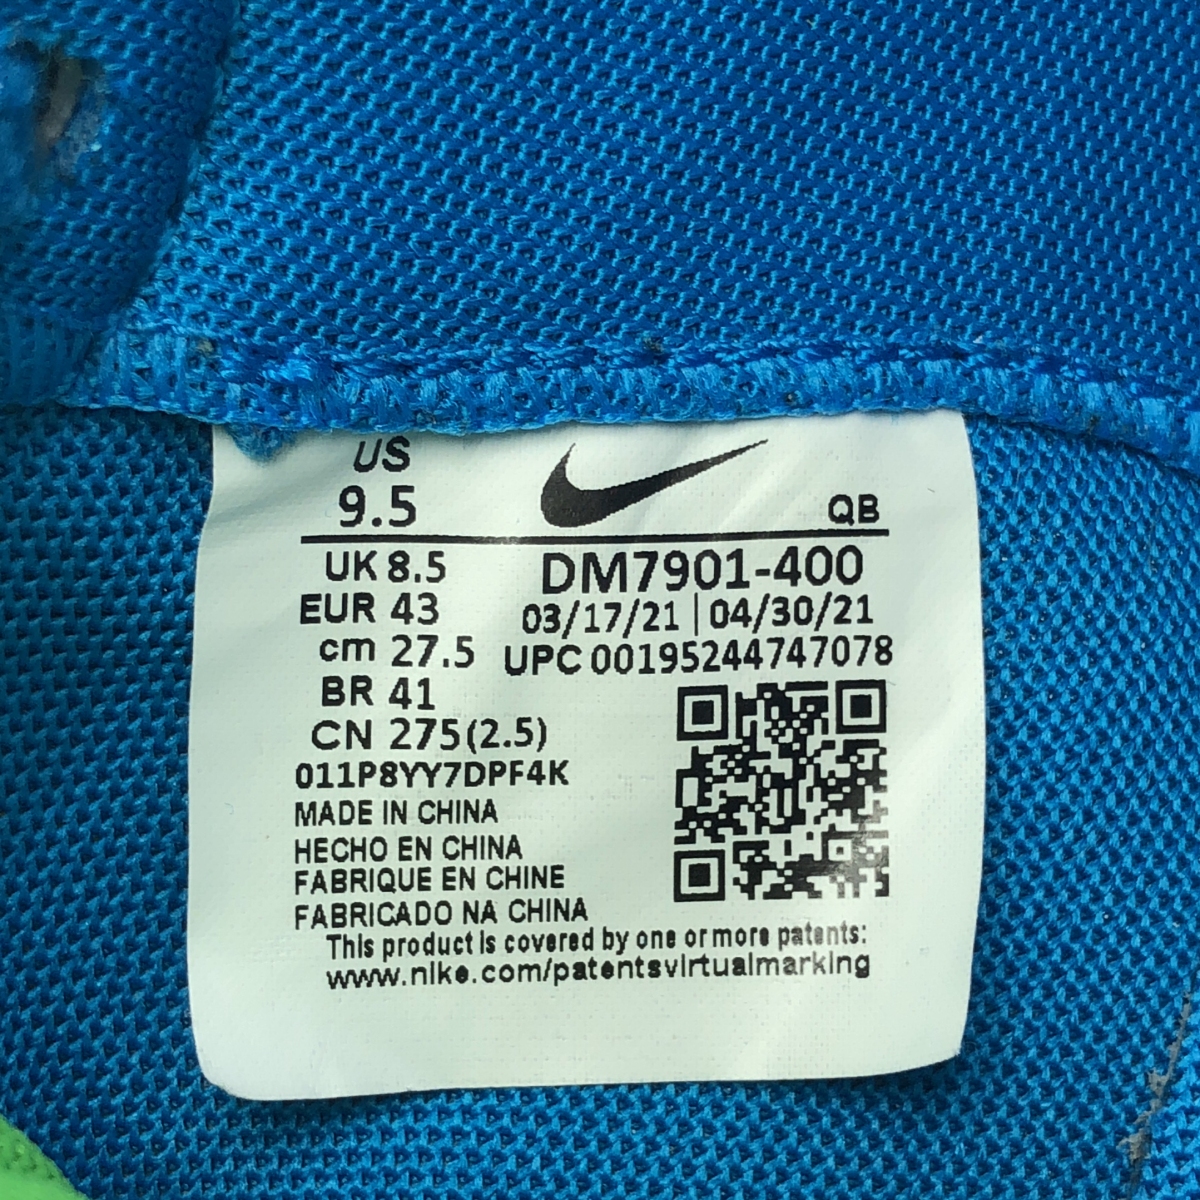 US
9.5
QB
UK 8.5
EUR 43
cm 27.5
BR 41
CN 275(2.5)
DM7901-400
03/17/21 | 04/30/21
UPC 00195244747078
011P8YY7DPF4K
MADE IN CHINA
HECHO EN CHINA
FABRIQUE EN CHINE
FABRICADO NA CHINA
This product is covered by one or more patents:
www.nike.com/patentsvirtualmarking